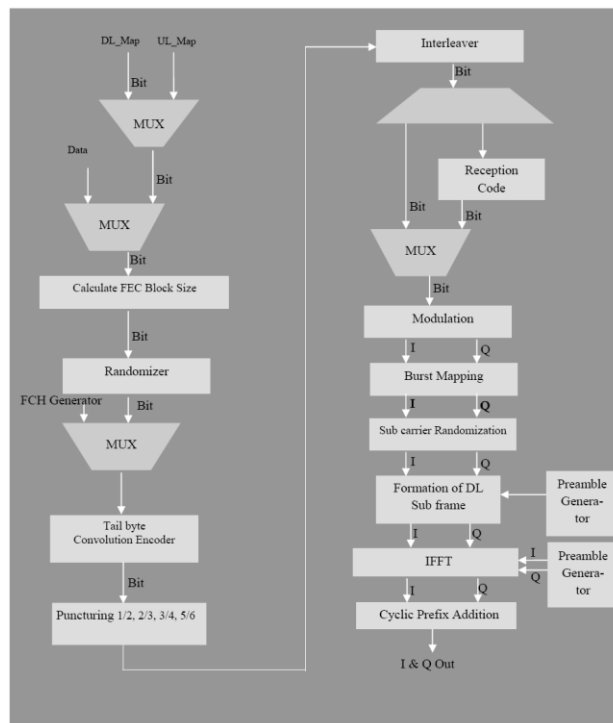 DL_Map
UL_Map
Bit
MUX
Data
Bit
MUX
Bit
Calculate FEC Block Size
Bit
Randomizer
FCH Generator
Bit
MUX
Tail byte
Convolution Encoder
Bit
Puncturing 1/2, 2/3, 3/4, 5/6
Interleaver
Bit
Reception
Code
Bit
Bit
MUX
Bit
Modulation
I
Q
Burst Mapping
I
Q
Sub carrier Randomization
I
Q
Formation of DL
Sub frame
Preamble
Genera-
tor
I
Q
IFFT
I
Q
Preamble
Genera-
tor
I
Q
Cyclic Prefix Addition
I & Q Out